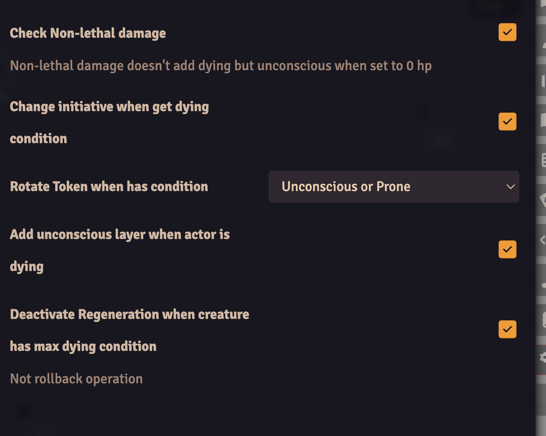 Check Non-lethal damage
Non-lethal damage doesn't add dying but unconscious when set to 0 hp
Change initiative when get dying
condition
Rotate Token when has condition
Unconscious or Prone
Add unconscious layer when actor is
dying
Deactivate Regeneration when creature
has max dying condition
Not rollback operation